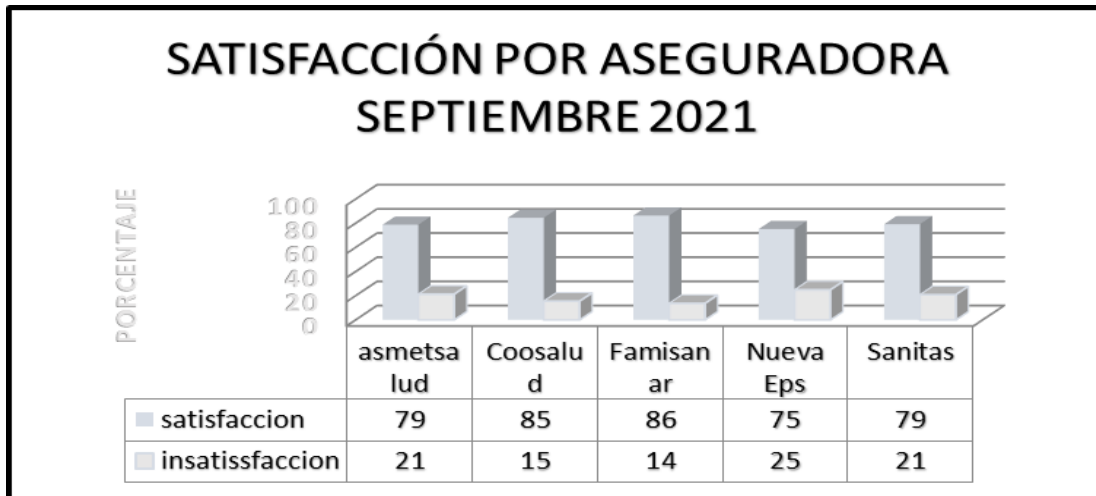 SATISFACCIÓN POR ASEGURADORA
SEPTIEMBRE 2021
PORCENTAJE
100
80
60
40
20
0
asmetsa
lud
Coosalu
d
Famisan
ar
Nueva
Eps
Sanitas
satisfaccion 79 85 86 75 79
insatissfaccion 21 15 14 25 21